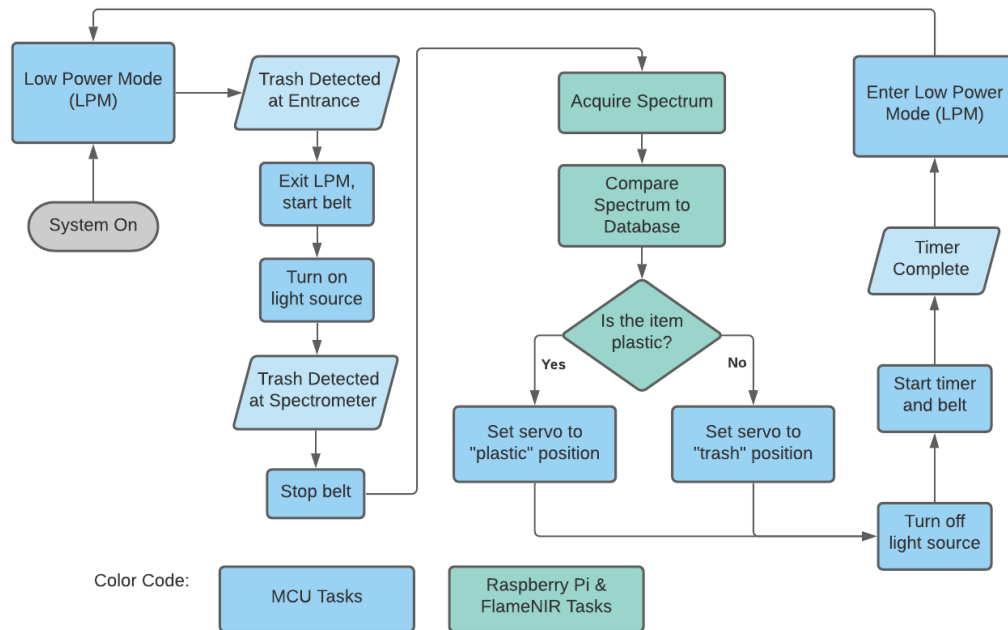 Low Power Mode
(LPM)
System On
Trash Detected
at Entrance
Exit LPM,
start belt
Turn on
light source
Trash Detected
at Spectrometer
Stop belt
Acquire Spectrum
Compare
Spectrum to
Database
Is the item
plastic?
Yes
No
Set servo to
"plastic" position
Set servo to
"trash" position
Turn off
light source
Start timer
and belt
Timer
Complete
Enter Low Power
Mode (LPM)
Color Code:
MCU Tasks
Raspberry Pi &
FlameNIR Tasks